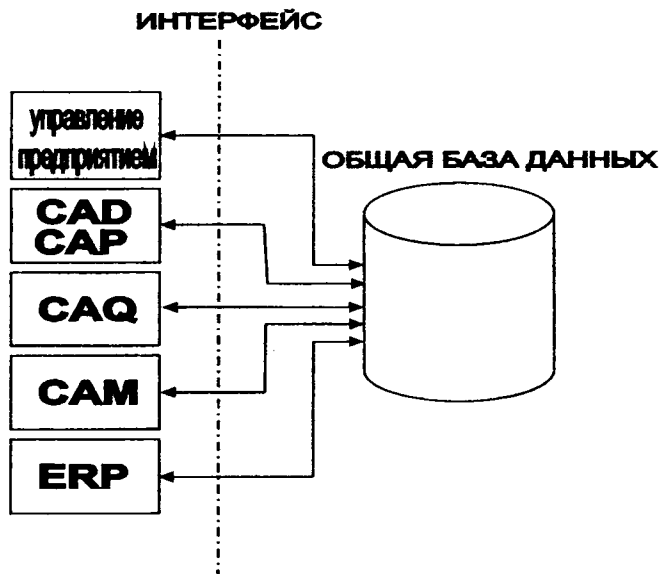 ИНТЕРФЕЙС
управление
предприятием
ОБЩАЯ БАЗА ДАННЫХ
CAD
CAP
CAQ
CAM
ERP